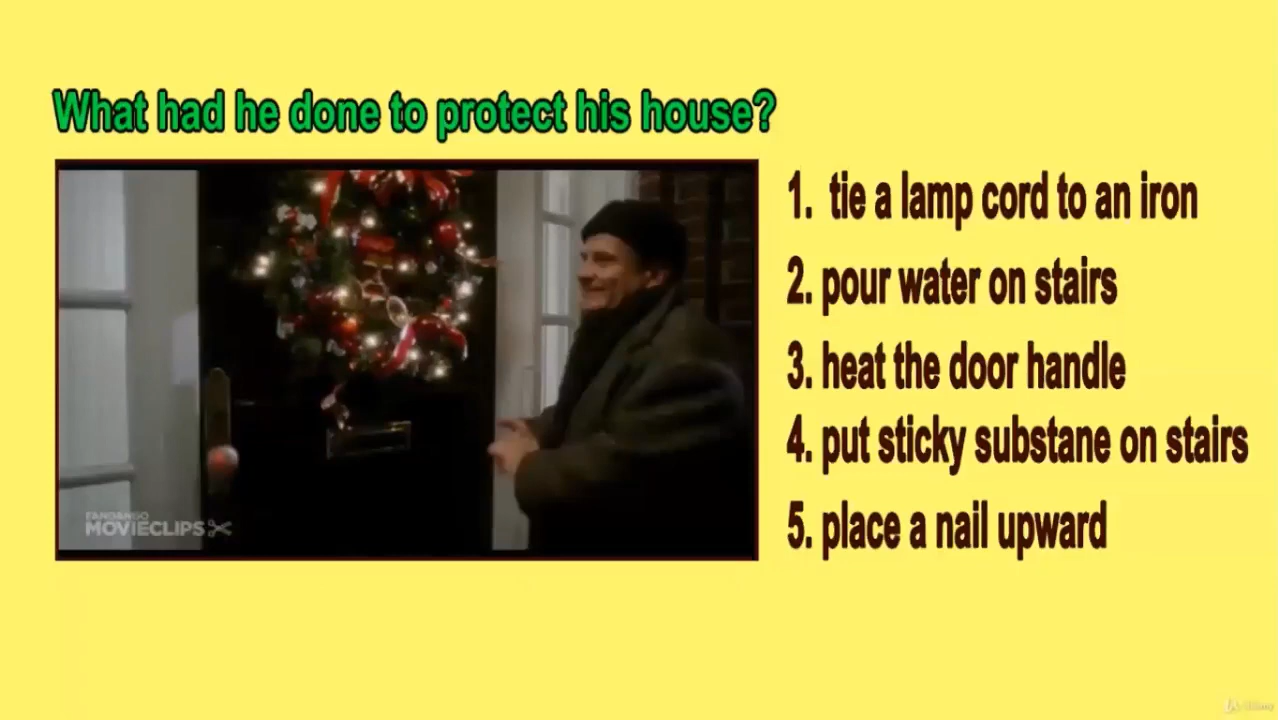 What had he done to protect his house?
1. tie a lamp cord to an iron
2. pour water on stairs
3. heat the door handle
4. put sticky substane on stairs
5. place a nail upward
FANDANGO
MOVIECLIPS